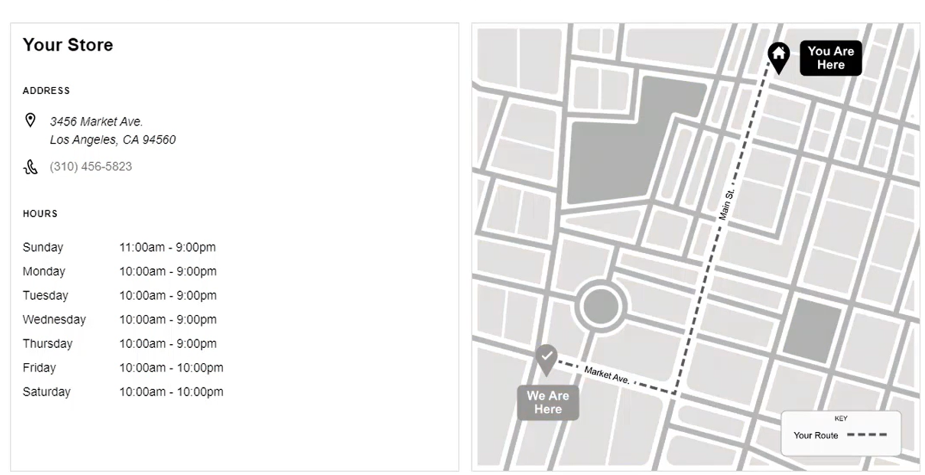 Your Store
ADDRESS
3456 Market Ave.
Los Angeles, CA 94560
(310) 456-5823
HOURS
Sunday 11:00am - 9:00pm
Monday 10:00am - 9:00pm
Tuesday 10:00am - 9:00pm
Wednesday 10:00am - 9:00pm
Thursday 10:00am - 9:00pm
Friday 10:00am - 10:00pm
Saturday 10:00am - 10:00pm
You Are
Here
Main St.
Market Ave.
We Are
Here
KEY
Your Route